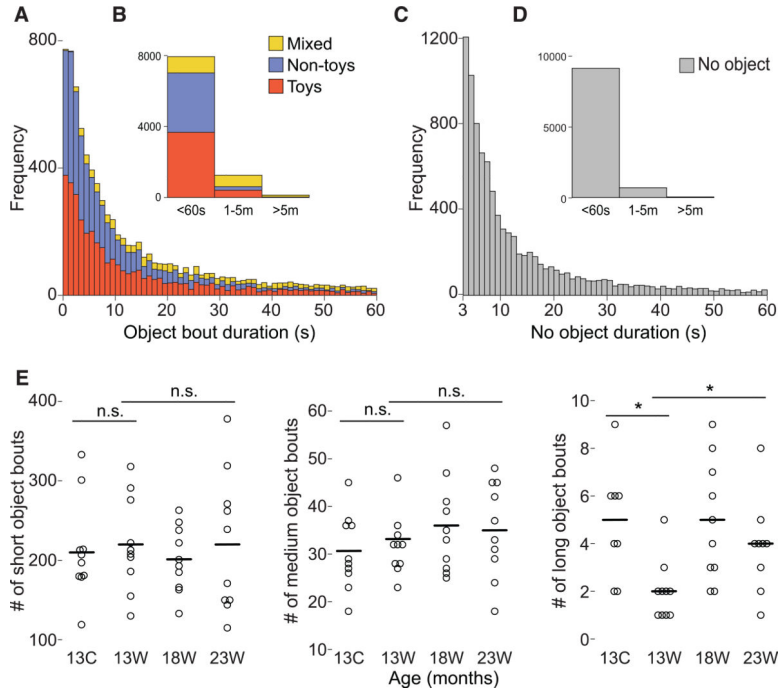 A
B
C
D
800
400
0
Frequency
8000
4000
0
<60s
1-5m
>5m
Mixed
Non-toys
Toys
0
10
20
30
40
50
60
Object bout duration (s)
1200
800
400
0
Frequency
10000
5000
0
<60s
1-5m
>5m
No object
3
10
20
30
40
50
60
No object duration (s)
E
400
300
200
100
# of short object bouts
n.s.
n.s.
13C
13W
18W
23W
60
50
40
30
20
10
# of medium object bouts
n.s.
n.s.
13C
13W
18W
23W
10
8
6
4
2
0
# of long object bouts
*
*
13C
13W
18W
23W
Age (months)